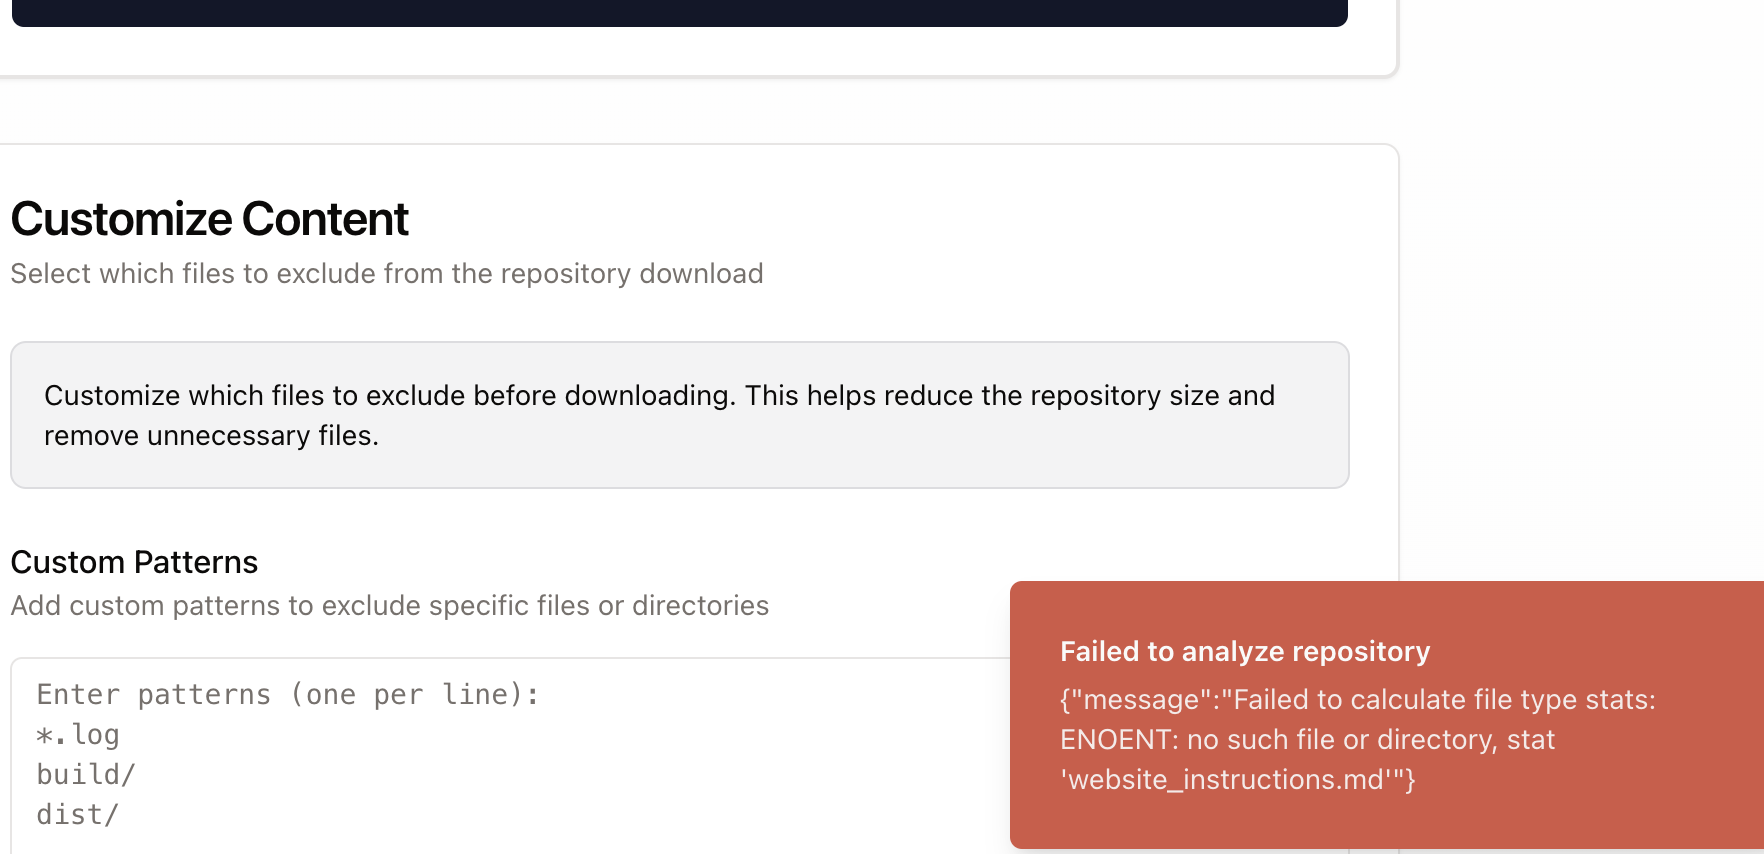 Customize Content
Select which files to exclude from the repository download
Customize which files to exclude before downloading. This helps reduce the repository size and
remove unnecessary files.
Custom Patterns
Add custom patterns to exclude specific files or directories
Enter patterns (one per line):
*.log
build/
dist/
Failed to analyze repository
{"message":"Failed to calculate file type stats:
ENOENT: no such file or directory, stat
'website_instructions.md'"}